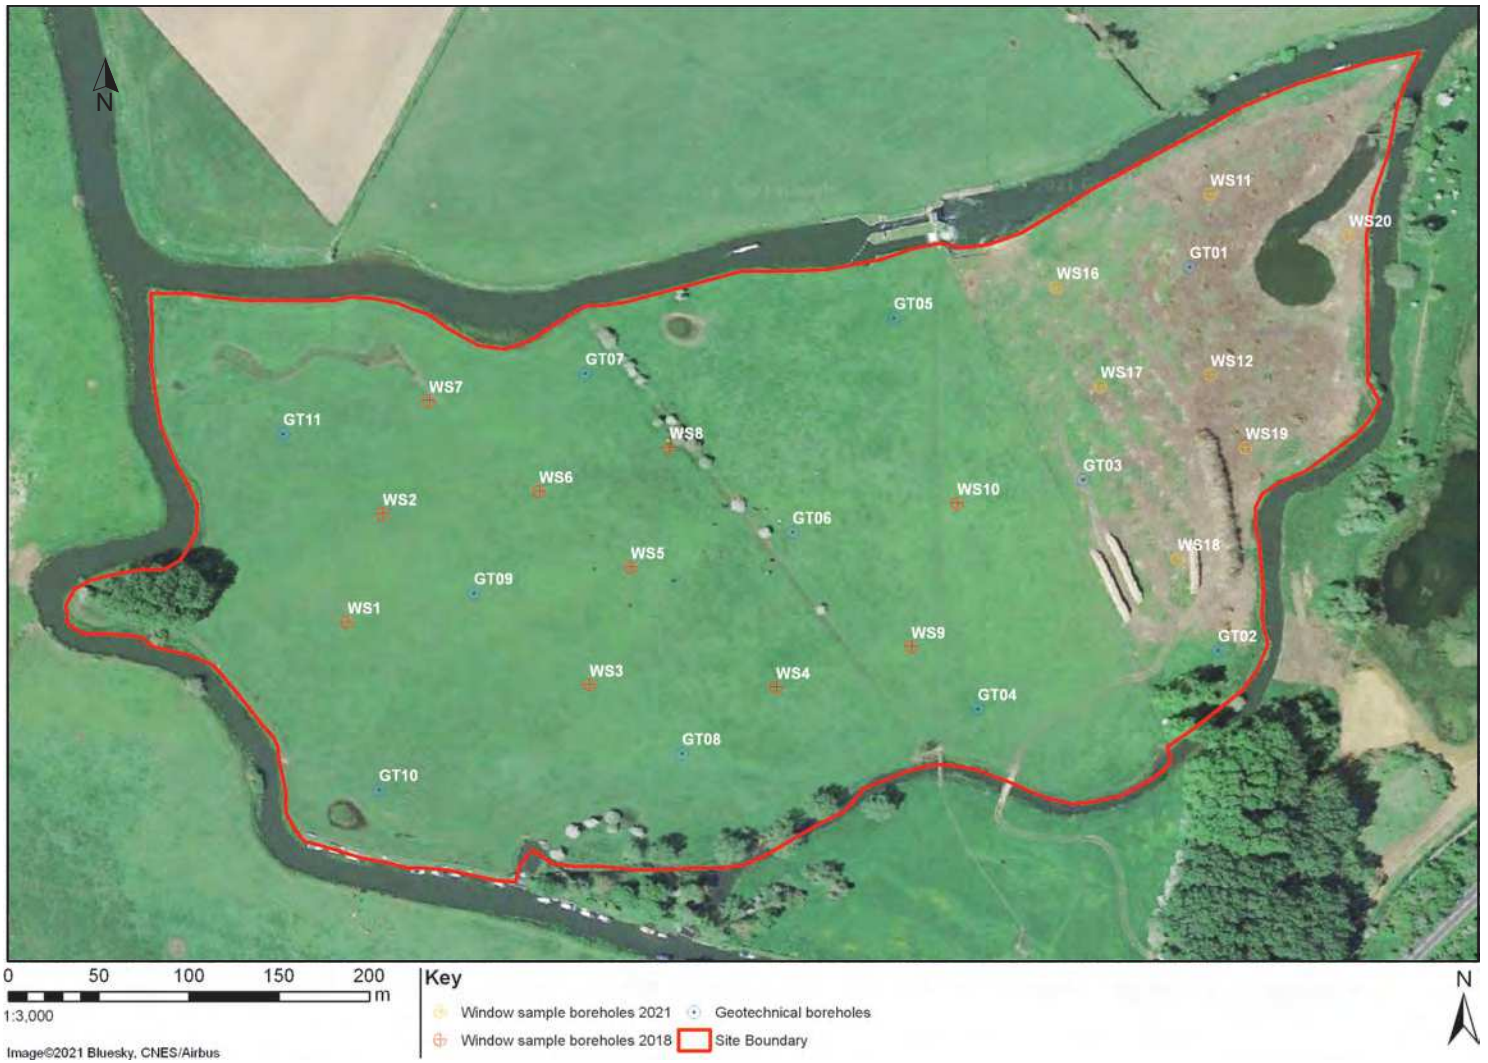 N
WS11
WS20
GT01
WS16
GT05
GT07
WS12
WS17
WS7
GT11
WS8
WS19
GT03
WS6
WS10
WS2
GT06
WS18
WS5
GT09
WS1
WS9
GT02
WS3
WS4
GT04
GT08
GT10
0 50 100 150 200
m
1:3,000
Image©2021 Bluesky, CNES/Airbus
Key
Window sample boreholes 2021
Geotechnical boreholes
Window sample boreholes 2018
Site Boundary
N